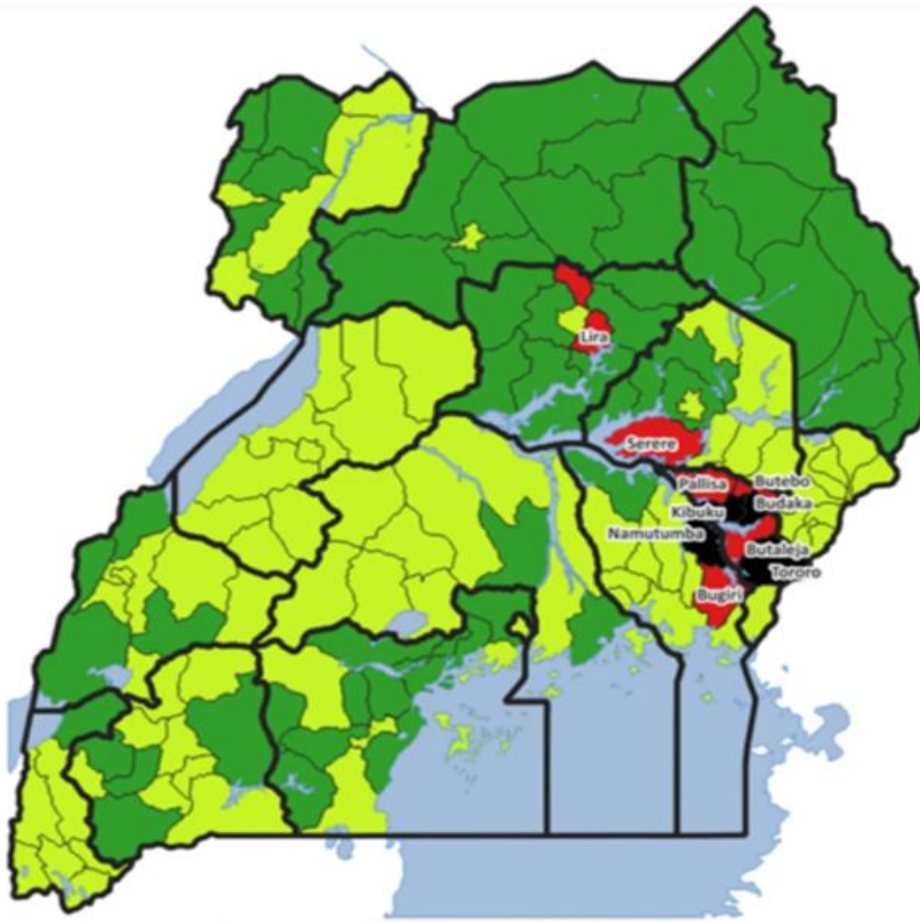 Lira
Serere
Pallisa
Butebo
Kibuku
Budaka
Namutumba
Butaleja
Tororo
Bugiri